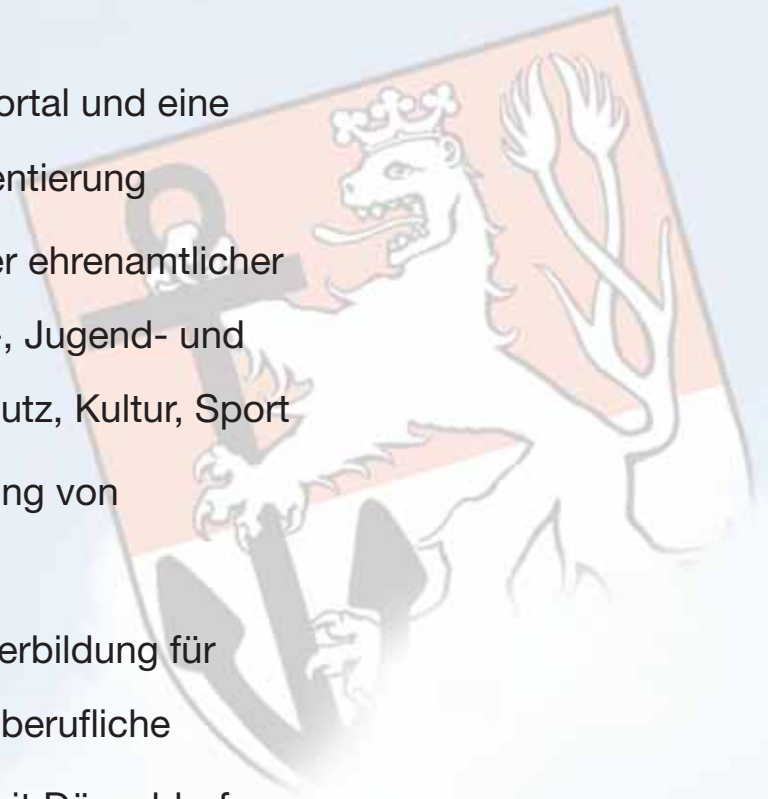 ortal und eine
entierung
er ehrenamtlicher
-, Jugend- und
utz, Kultur, Sport
ng von
erbildung für
berufliche